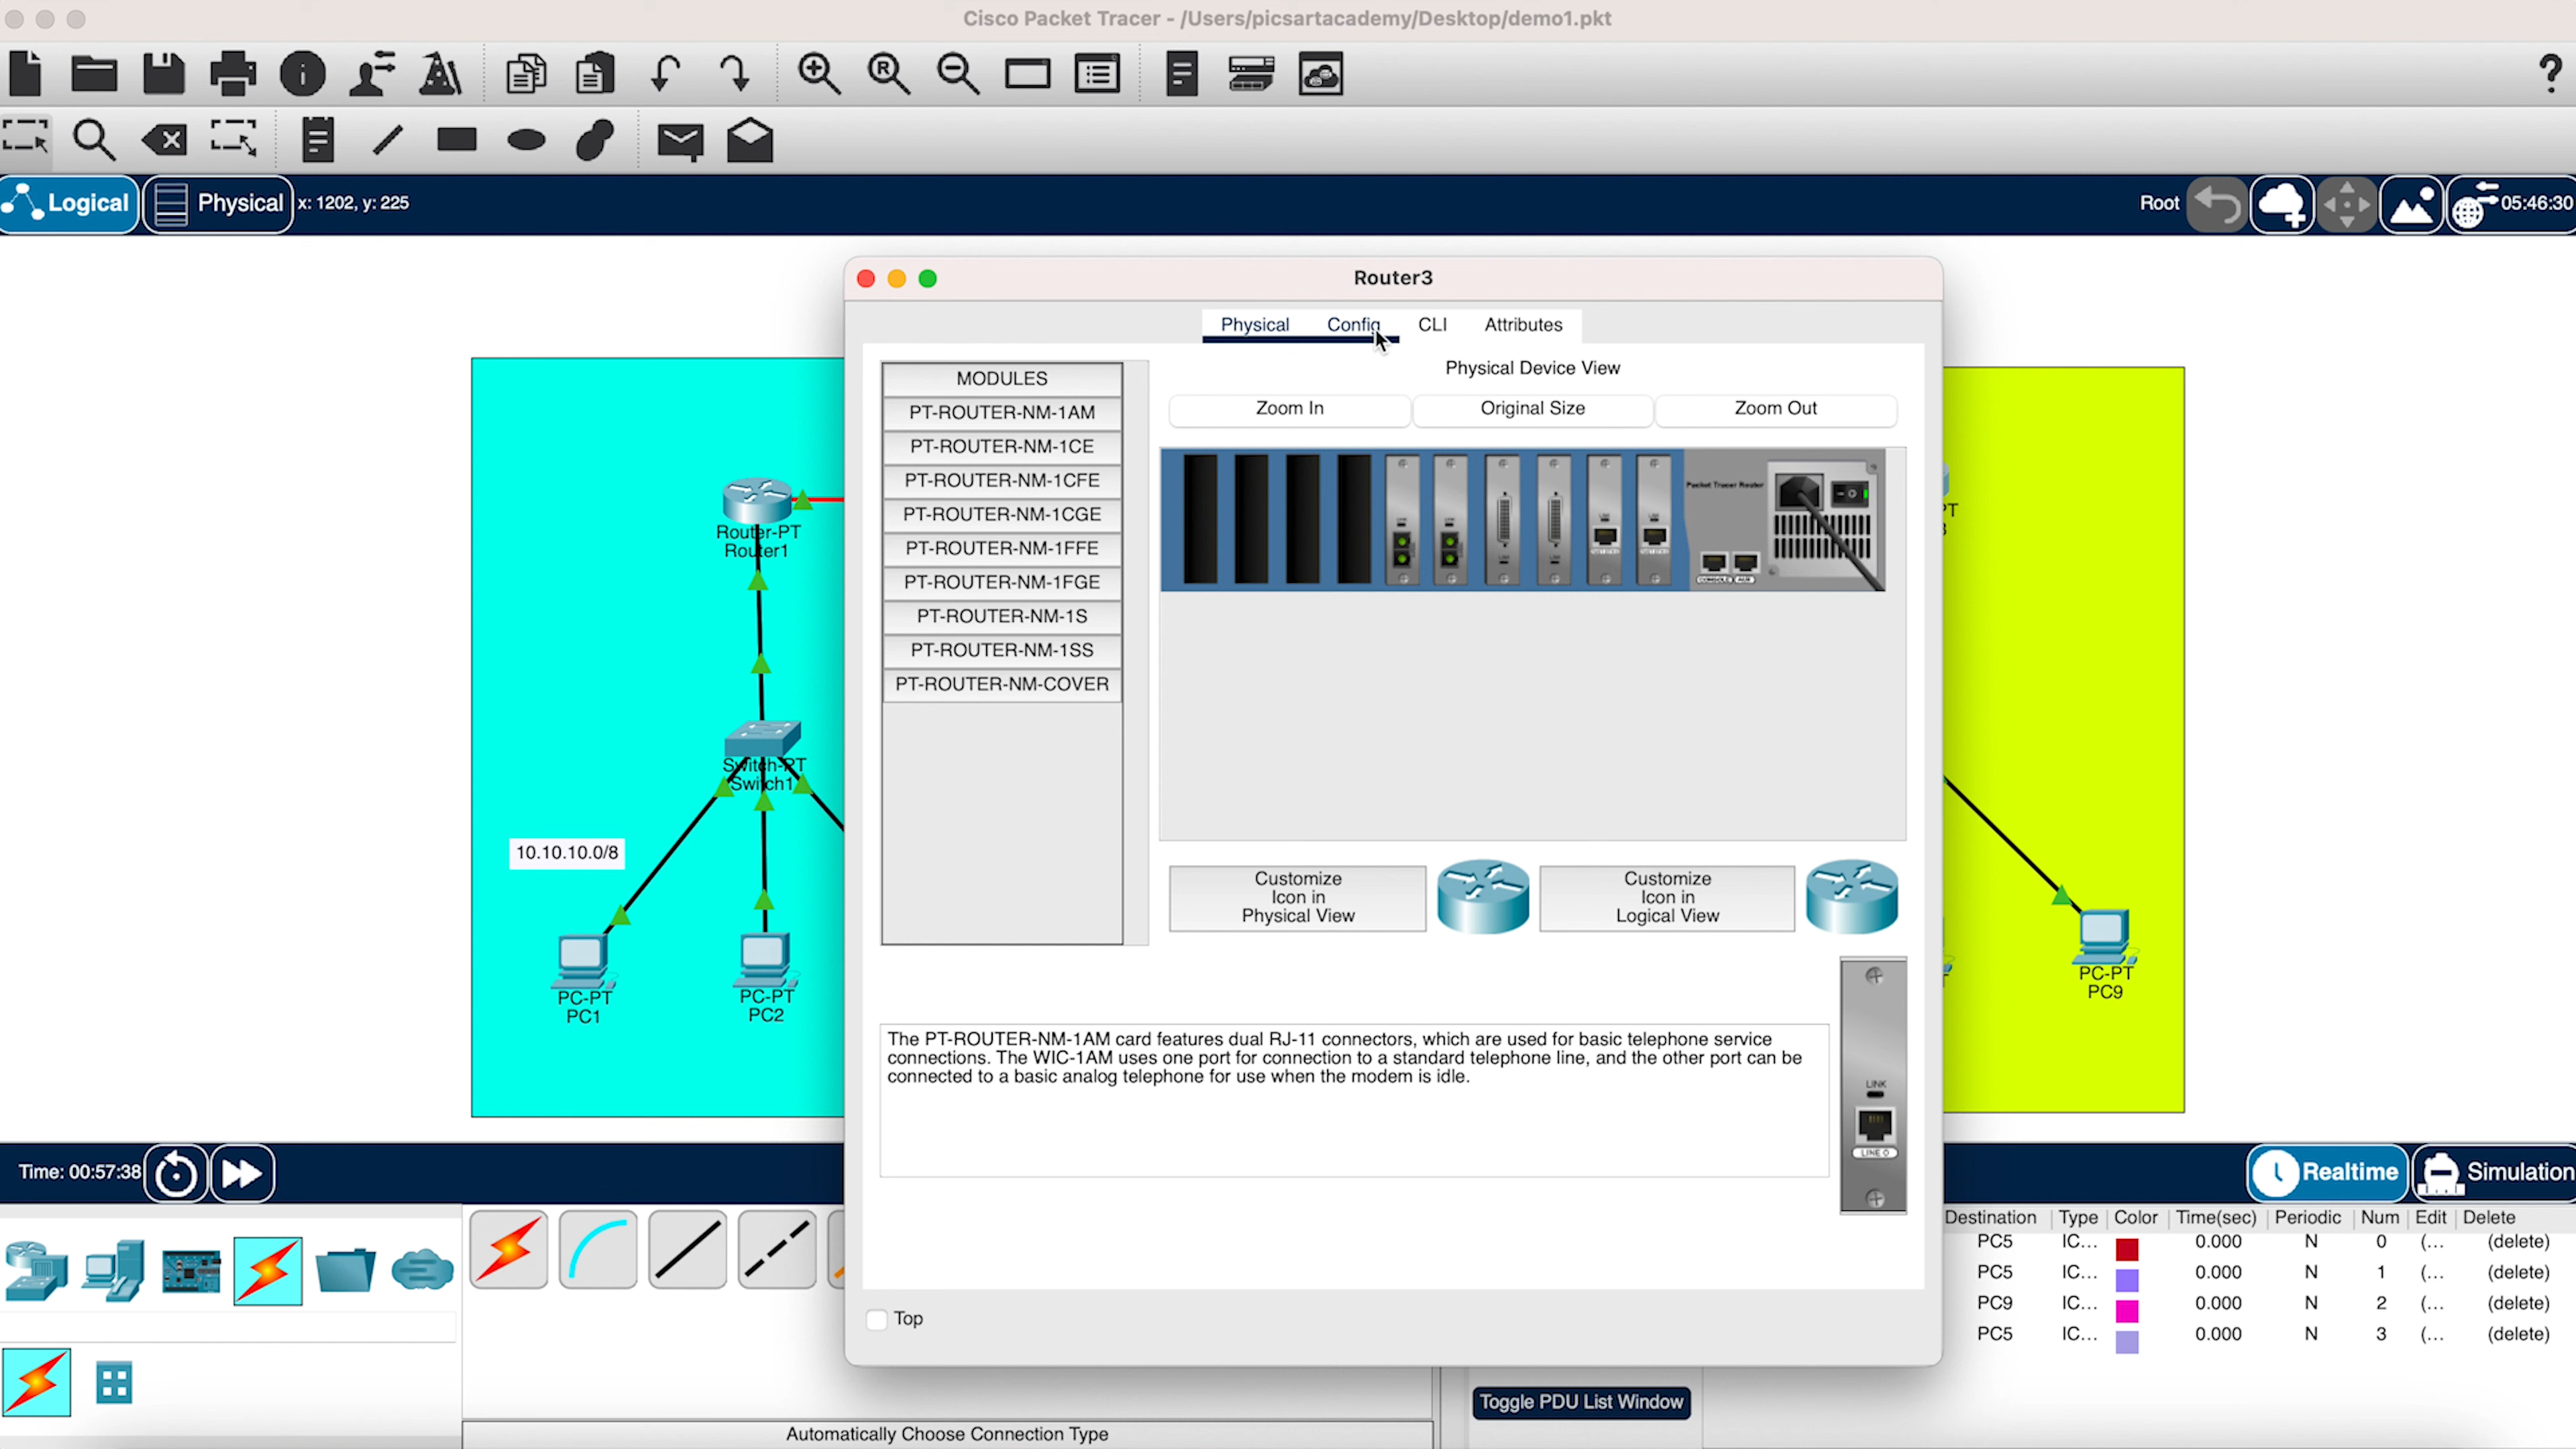 Cisco Packet Tracer - /Users/picsartacademy/Desktop/demo1.pkt
Logical
Physical
x: 1202, y: 225
Root
05:46:30
Router3
Physical
Config
CLI
Attributes
MODULES
PT-ROUTER-NM-1AM
PT-ROUTER-NM-1CE
PT-ROUTER-NM-1CFE
PT-ROUTER-NM-1CGE
PT-ROUTER-NM-1FFE
PT-ROUTER-NM-1FGE
PT-ROUTER-NM-1S
PT-ROUTER-NM-1SS
PT-ROUTER-NM-COVER
Physical Device View
Zoom In
Original Size
Zoom Out
Packet Tracer Router
CONSOLE
AUX
Customize
Icon in
Physical View
Customize
Icon in
Logical View
The PT-ROUTER-NM-1AM card features dual RJ-11 connectors, which are used for basic telephone service
connections. The WIC-1AM uses one port for connection to a standard telephone line, and the other port can be
connected to a basic analog telephone for use when the modem is idle.
LINK
LINE 0
Top
Router-PT
Router1
Switch-PT
Switch1
10.10.10.0/8
PC-PT
PC1
PC-PT
PC2
PC-PT
PC9
Time: 00:57:38
Realtime
Simulation
Destination Type Color Time(sec) Periodic Num Edit Delete
PC5 IC... 0.000 N 0 (... (delete)
PC5 IC... 0.000 N 1 (... (delete)
PC9 IC... 0.000 N 2 (... (delete)
PC5 IC... 0.000 N 3 (... (delete)
Toggle PDU List Window
Automatically Choose Connection Type